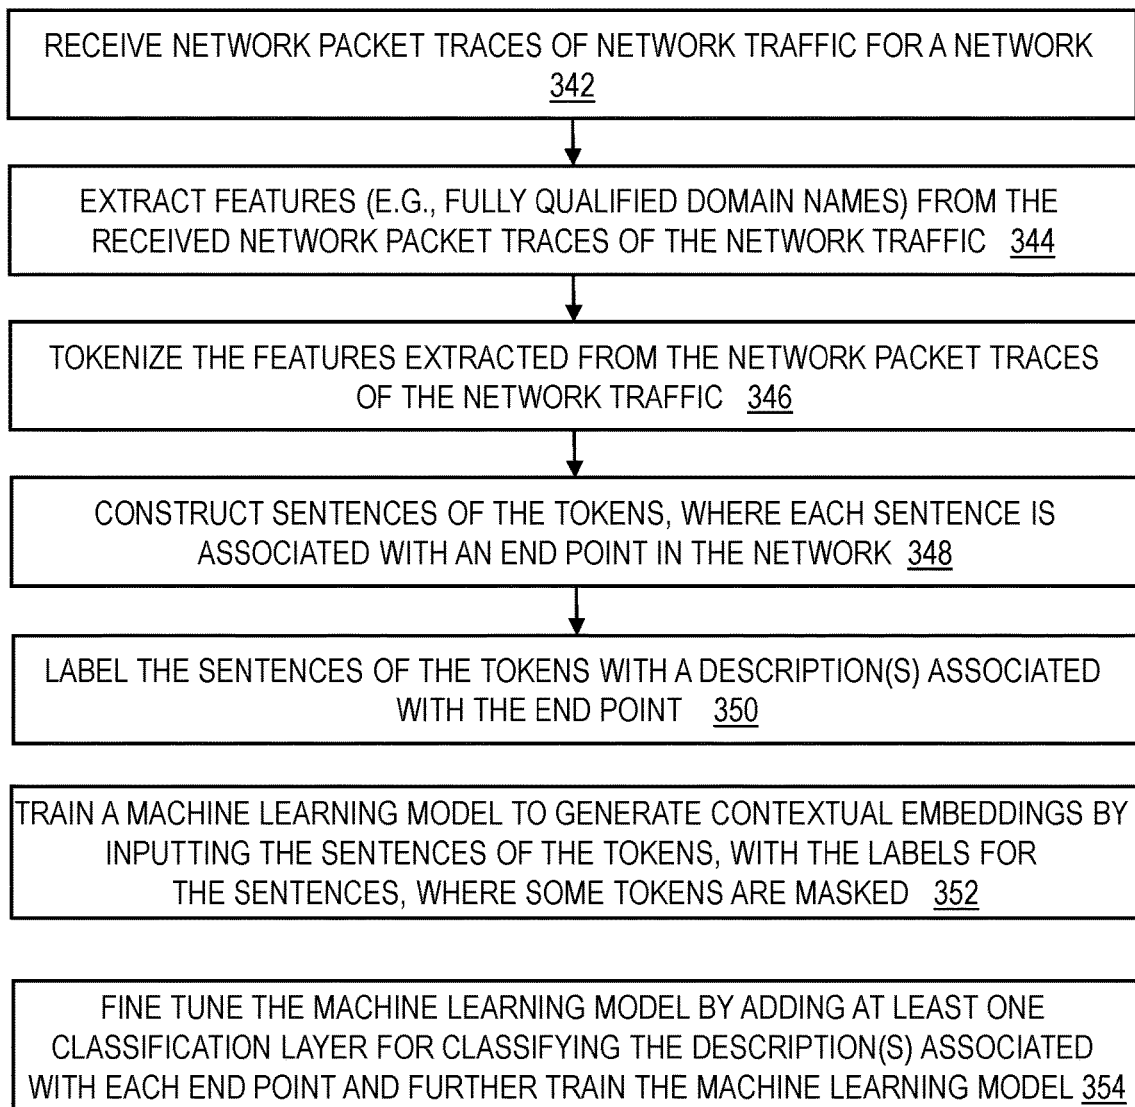 RECEIVE NETWORK PACKET TRACES OF NETWORK TRAFFIC FOR A NETWORK
342
EXTRACT FEATURES (E.G., FULLY QUALIFIED DOMAIN NAMES) FROM THE
RECEIVED NETWORK PACKET TRACES OF THE NETWORK TRAFFIC 344
TOKENIZE THE FEATURES EXTRACTED FROM THE NETWORK PACKET TRACES
OF THE NETWORK TRAFFIC 346
CONSTRUCT SENTENCES OF THE TOKENS, WHERE EACH SENTENCE IS
ASSOCIATED WITH AN END POINT IN THE NETWORK 348
LABEL THE SENTENCES OF THE TOKENS WITH A DESCRIPTION(S) ASSOCIATED
WITH THE END POINT 350
TRAIN A MACHINE LEARNING MODEL TO GENERATE CONTEXTUAL EMBEDDINGS BY
INPUTTING THE SENTENCES OF THE TOKENS, WITH THE LABELS FOR
THE SENTENCES, WHERE SOME TOKENS ARE MASKED 352
FINE TUNE THE MACHINE LEARNING MODEL BY ADDING AT LEAST ONE
CLASSIFICATION LAYER FOR CLASSIFYING THE DESCRIPTION(S) ASSOCIATED
WITH EACH END POINT AND FURTHER TRAIN THE MACHINE LEARNING MODEL 354